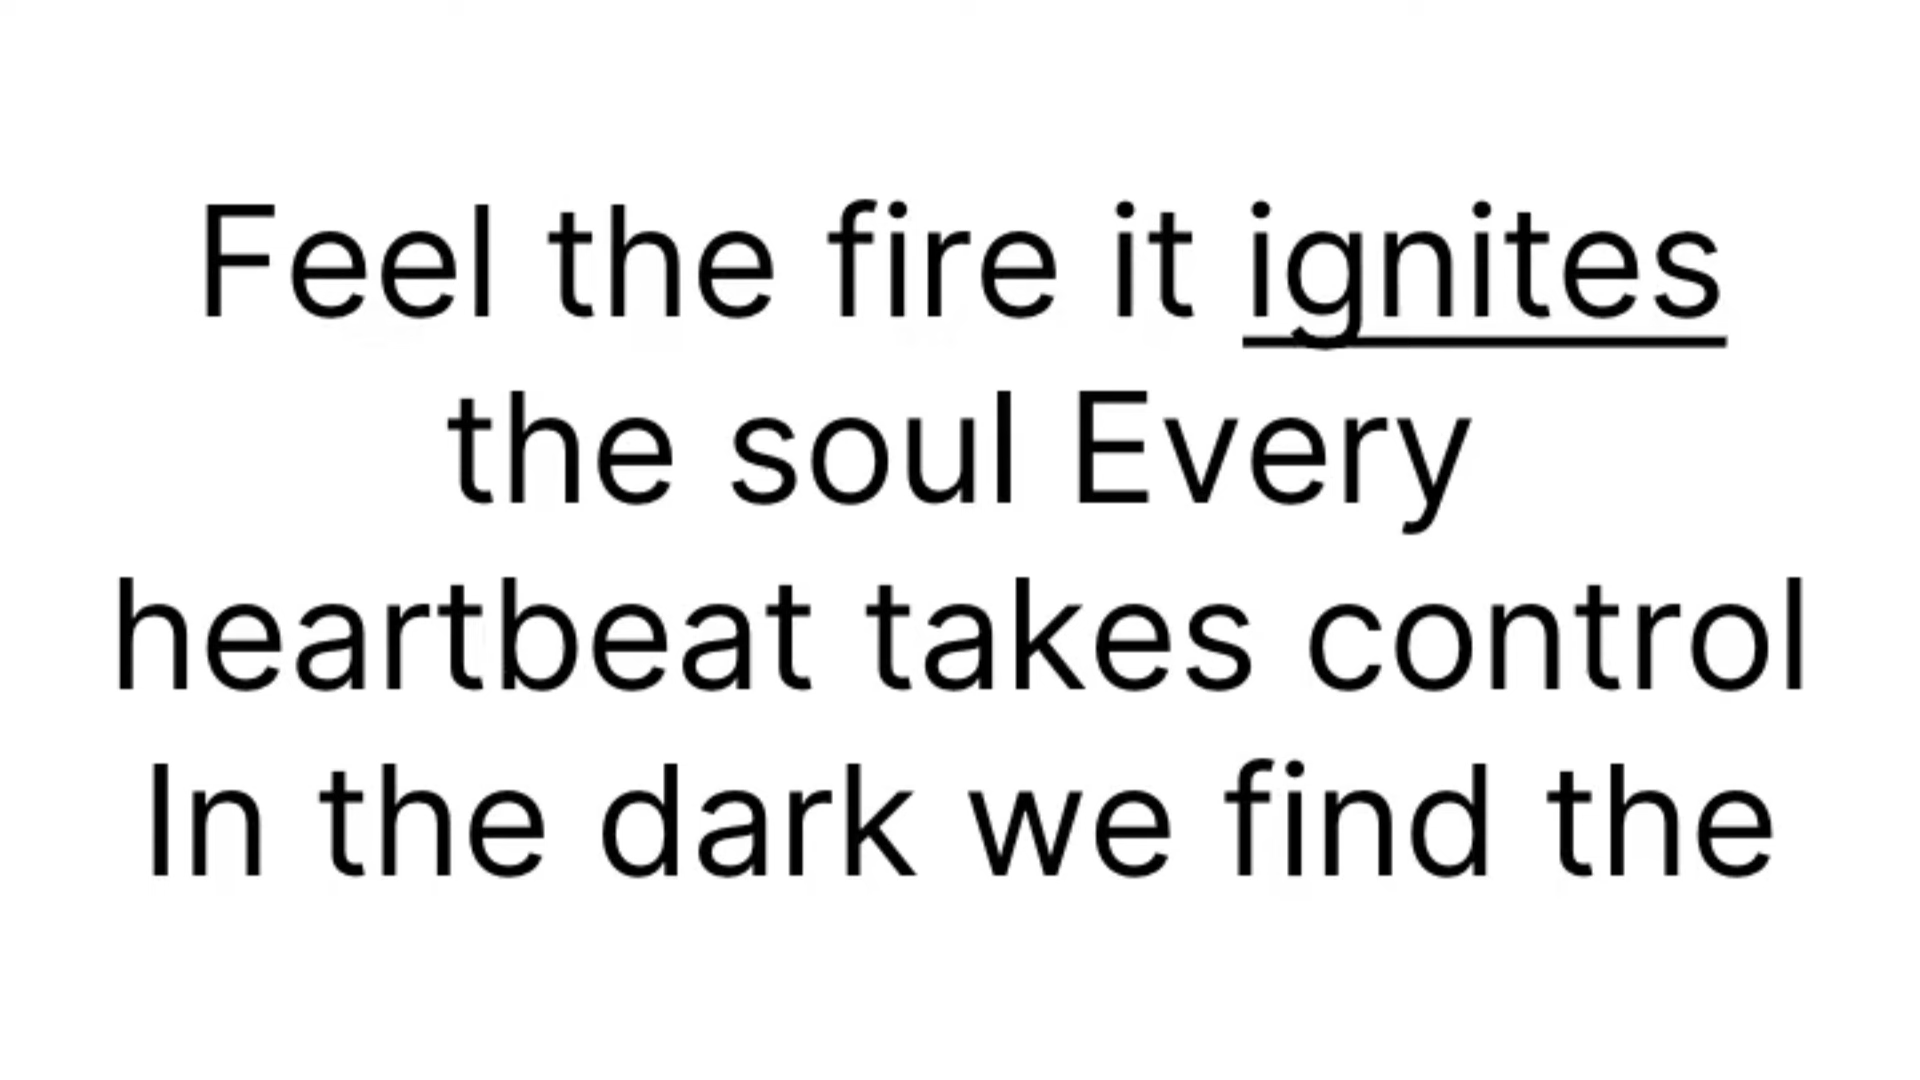 Feel the fire it ignites
the soul Every
heartbeat takes control
In the dark we find the